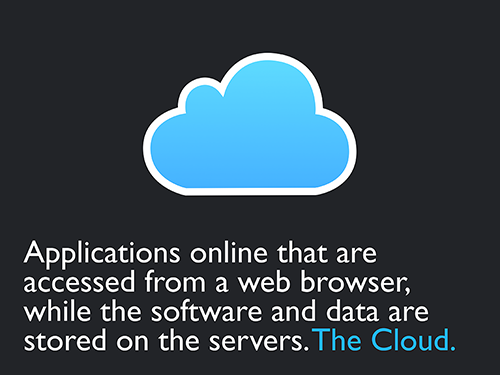 Applications online that are
accessed from a web browser,
while the software and data are
stored on the servers. The Cloud.